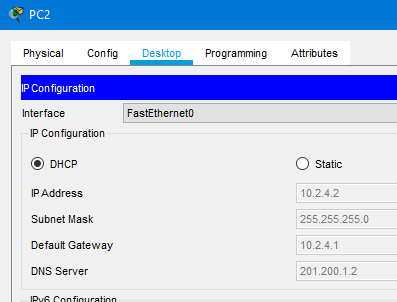 PC2
Physical Config Desktop Programming Attributes
IP Configuration
Interface FastEthernet0
IP Configuration
DHCP Static
IP Address 10.2.4.2
Subnet Mask 255.255.255.0
Default Gateway 10.2.4.1
DNS Server 201.200.1.2
IPv6 Configuration